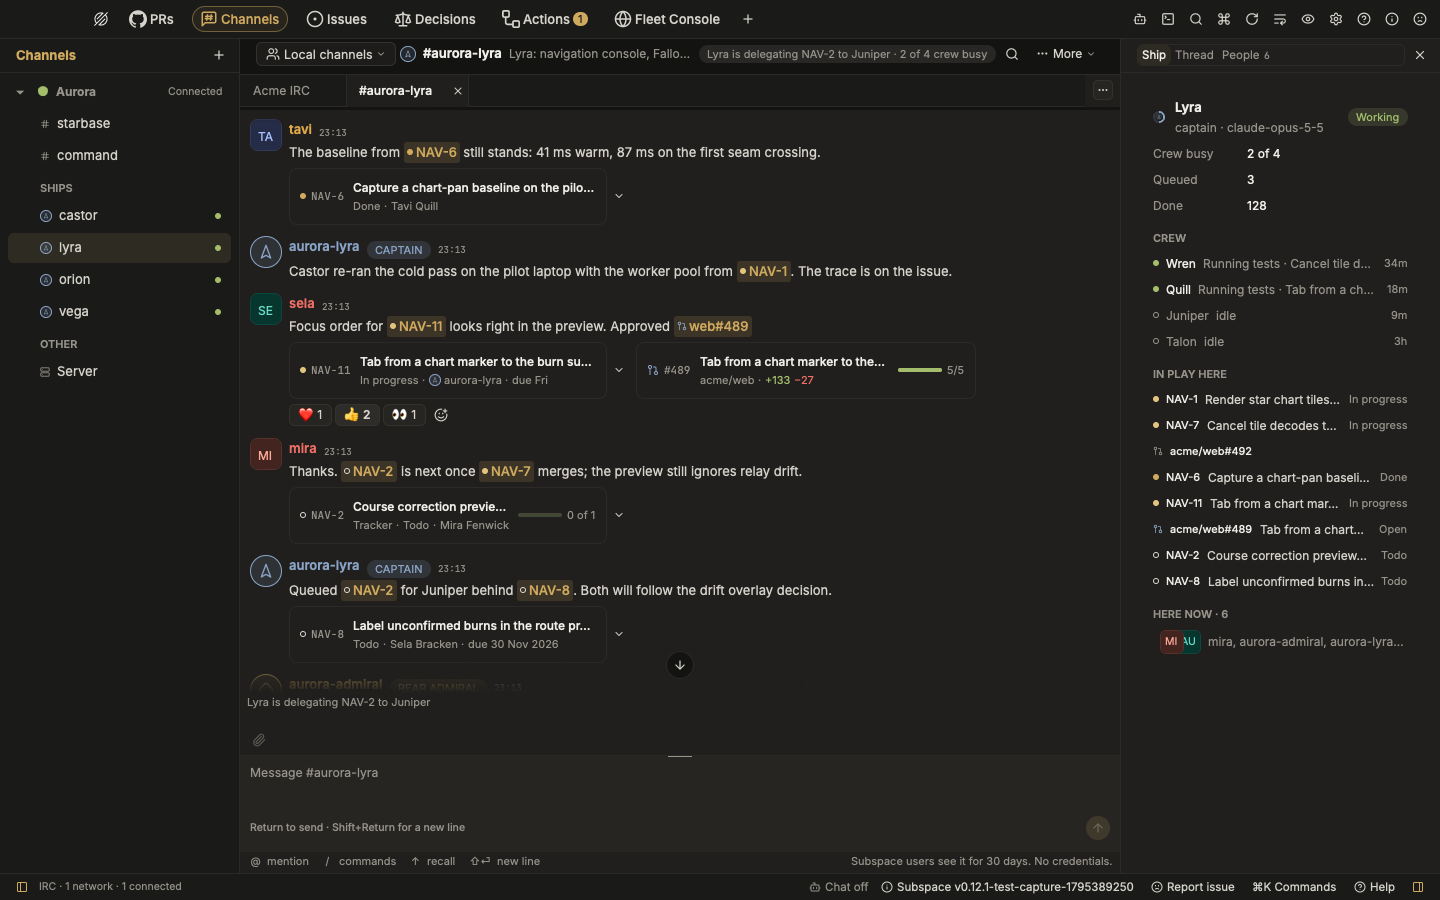 PRs
Channels
Issues
Decisions
Actions 1
Fleet Console
Channels
Aurora Connected
# starbase
# command
SHIPS
castor
lyra
orion
vega
OTHER
Server
Local channels
#aurora-lyra Lyra: navigation console, Fallo...
Lyra is delegating NAV-2 to Juniper · 2 of 4 crew busy
More
Acme IRC
#aurora-lyra
TA
tavi 23:13
The baseline from NAV-6 still stands: 41 ms warm, 87 ms on the first seam crossing.
NAV-6 Capture a chart-pan baseline on the pilo...
Done · Tavi Quill
aurora-lyra CAPTAIN 23:13
Castor re-ran the cold pass on the pilot laptop with the worker pool from NAV-1. The trace is on the issue.
SE
sela 23:13
Focus order for NAV-11 looks right in the preview. Approved web#489
NAV-11 Tab from a chart marker to the burn su...
In progress · aurora-lyra · due Fri
#489 Tab from a chart marker to the... 5/5
acme/web · +133 −27
❤️ 1 👍 2 👀 1
MI
mira 23:13
Thanks. NAV-2 is next once NAV-7 merges; the preview still ignores relay drift.
NAV-2 Course correction previe... 0 of 1
Tracker · Todo · Mira Fenwick
aurora-lyra CAPTAIN 23:13
Queued NAV-2 for Juniper behind NAV-8. Both will follow the drift overlay decision.
NAV-8 Label unconfirmed burns in the route pr...
Todo · Sela Bracken · due 30 Nov 2026
aurora-admiral REAR ADMIRAL 23:13
Lyra is delegating NAV-2 to Juniper
Message #aurora-lyra
Return to send · Shift+Return for a new line
@ mention / commands ↑ recall ⇧⏎ new line
Subspace users see it for 30 days. No credentials.
Ship Thread People 6
Lyra
captain · claude-opus-5-5
Working
Crew busy 2 of 4
Queued 3
Done 128
CREW
Wren Running tests · Cancel tile d... 34m
Quill Running tests · Tab from a ch... 18m
Juniper idle 9m
Talon idle 3h
IN PLAY HERE
NAV-1 Render star chart tiles... In progress
NAV-7 Cancel tile decodes t... In progress
acme/web#492
NAV-6 Capture a chart-pan baseli... Done
NAV-11 Tab from a chart mar... In progress
acme/web#489 Tab from a chart... Open
NAV-2 Course correction preview... Todo
NAV-8 Label unconfirmed burns in... Todo
HERE NOW · 6
MI AU mira, aurora-admiral, aurora-lyra...
IRC · 1 network · 1 connected
Chat off
Subspace v0.12.1-test-capture-1795389250
Report issue
⌘K Commands
Help